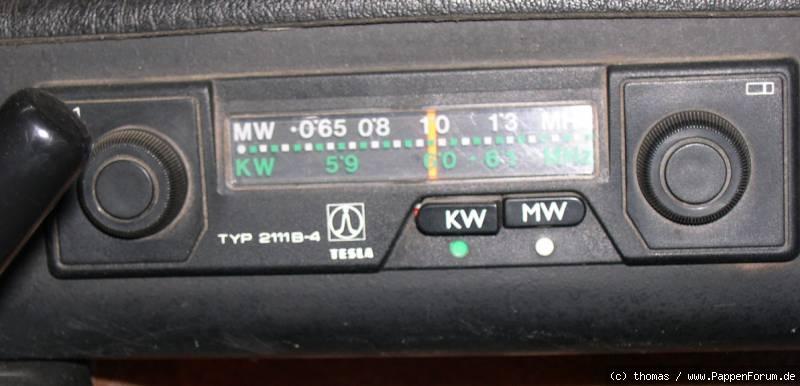 MW ·0'65 0'8 1'0 1'3 MHz
KW 5'9 6'0 · 6'1 MHz
KW MW
TYP 2111B-4
TESLA
(c) thomas / www.PappenForum.de